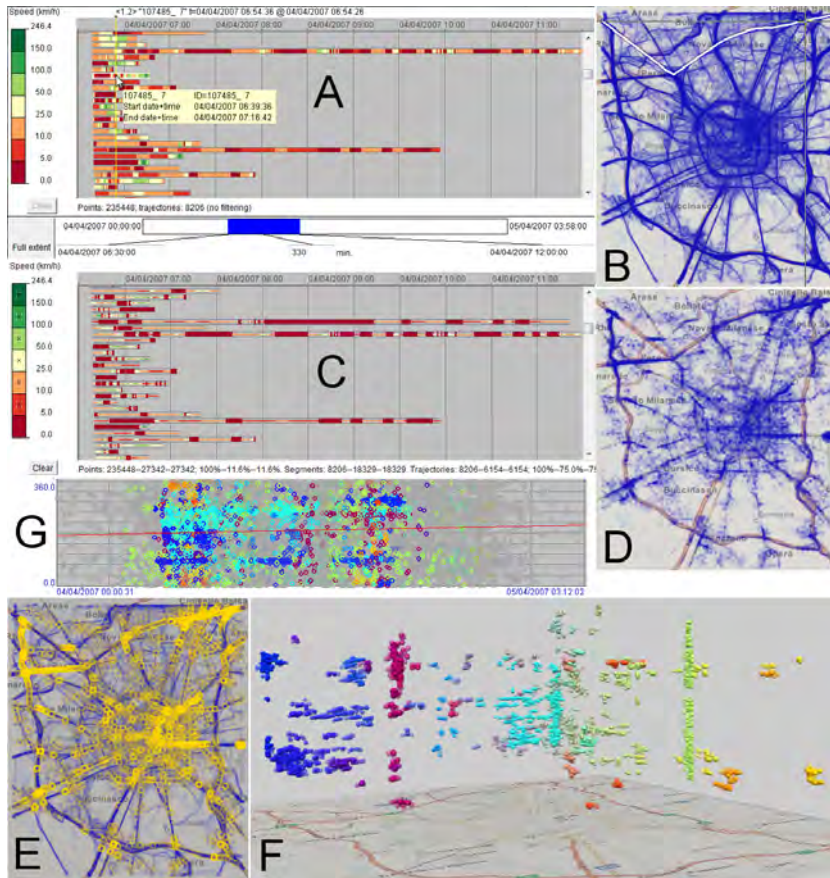 Speed (km/h)
<1.2> "107485_ 7" t=04/04/2007 06:54:36 @ 04/04/2007 06:54:26
246.4
150.0
100.0
50.0
25.0
10.0
5.0
0.0
04/04/2007 07:00
04/04/2007 08:00
04/04/2007 09:00
04/04/2007 10:00
04/04/2007 11:00
107485_ 7 ID=107485_ 7
Start date+time 04/04/2007 06:39:36
End date+time 04/04/2007 07:16:42
A
Clear
Points: 235448; trajectories: 8206 (no filtering)
Full extent
04/04/2007 00:00:00
05/04/2007 03:58:00
04/04/2007 06:30:00
330
min.
04/04/2007 12:00:00
Arese
Buccinasco
B
Speed (km/h)
246.4
150.0
100.0
50.0
25.0
10.0
5.0
0.0
04/04/2007 07:00
04/04/2007 08:00
04/04/2007 09:00
04/04/2007 10:00
04/04/2007 11:00
C
Clear
Points: 235448--27342--27342; 100%--11.6%--11.6% Segments: 8206--18329--18329 Trajectories: 8206--6154--6154; 100%--75.0%--75
Arese
Buccinasco
D
G
360.0
0.0
04/04/2007 00:00:31
05/04/2007 03:12:02
Arese
E
F